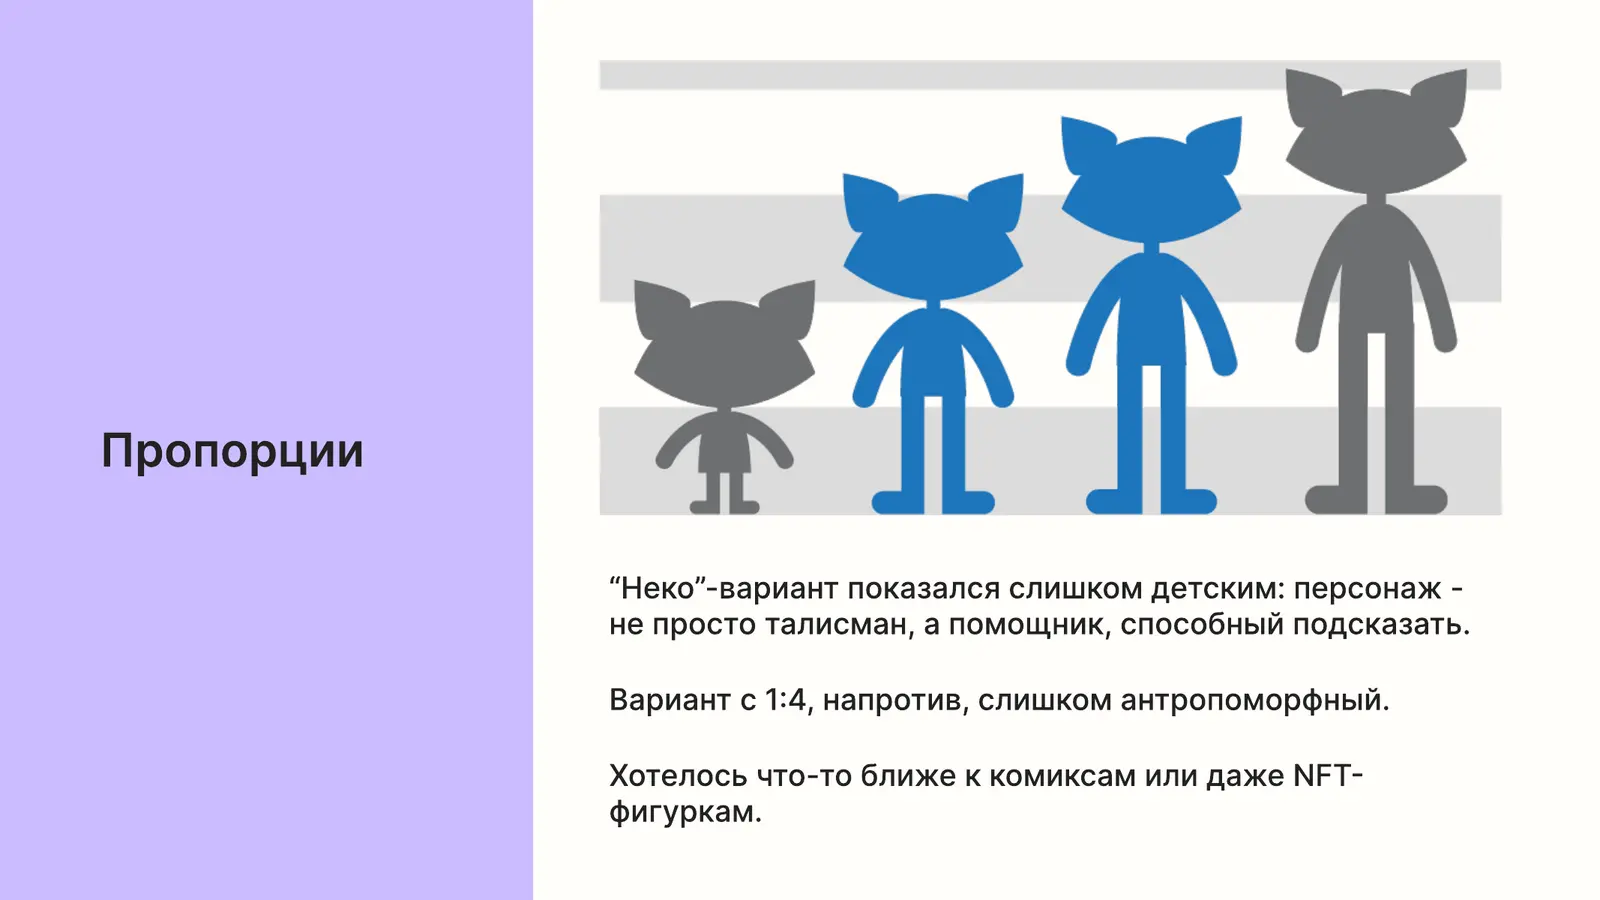 Пропорции
“Неко”-вариант показался слишком детским: персонаж -
не просто талисман, а помощник, способный подсказать.
Вариант с 1:4, напротив, слишком антропоморфный.
Хотелось что-то ближе к комиксам или даже NFT-
фигуркам.